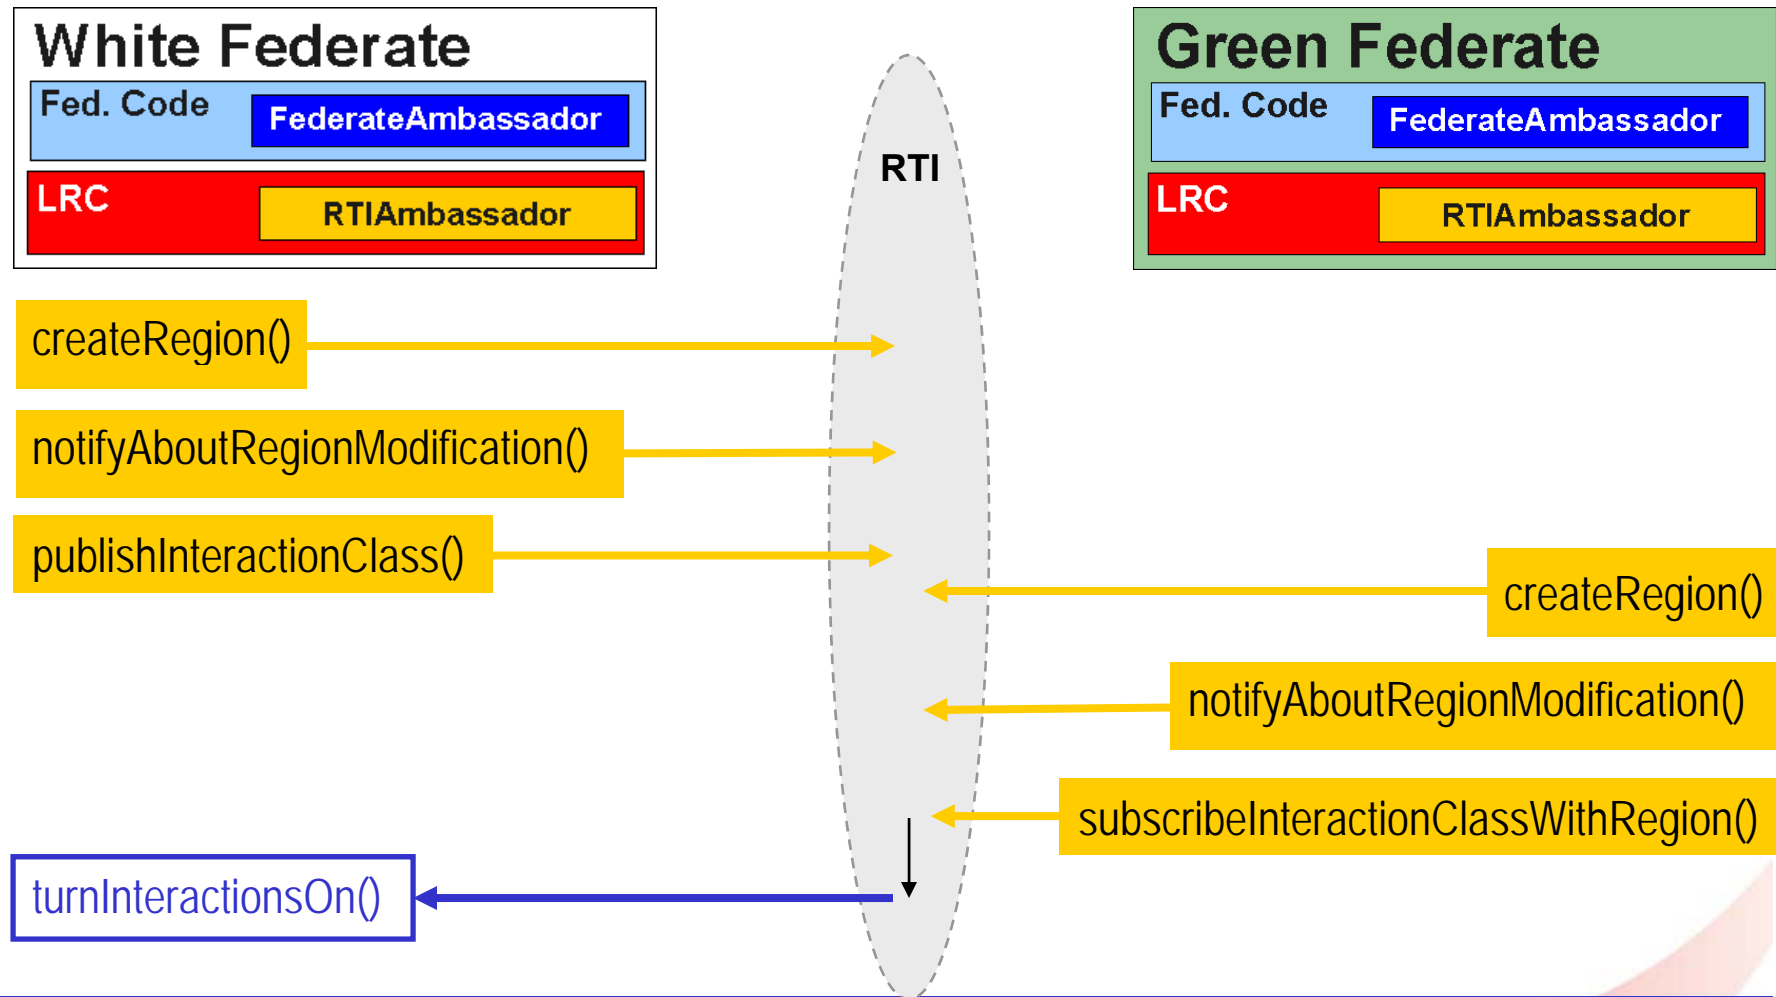 White Federate
Fed. Code
FederateAmbassador
LRC
RTIAmbassador
RTI
Green Federate
Fed. Code
FederateAmbassador
LRC
RTIAmbassador
createRegion()
notifyAboutRegionModification()
publishInteractionClass()
createRegion()
notifyAboutRegionModification()
subscribeInteractionClassWithRegion()
turnInteractionsOn()